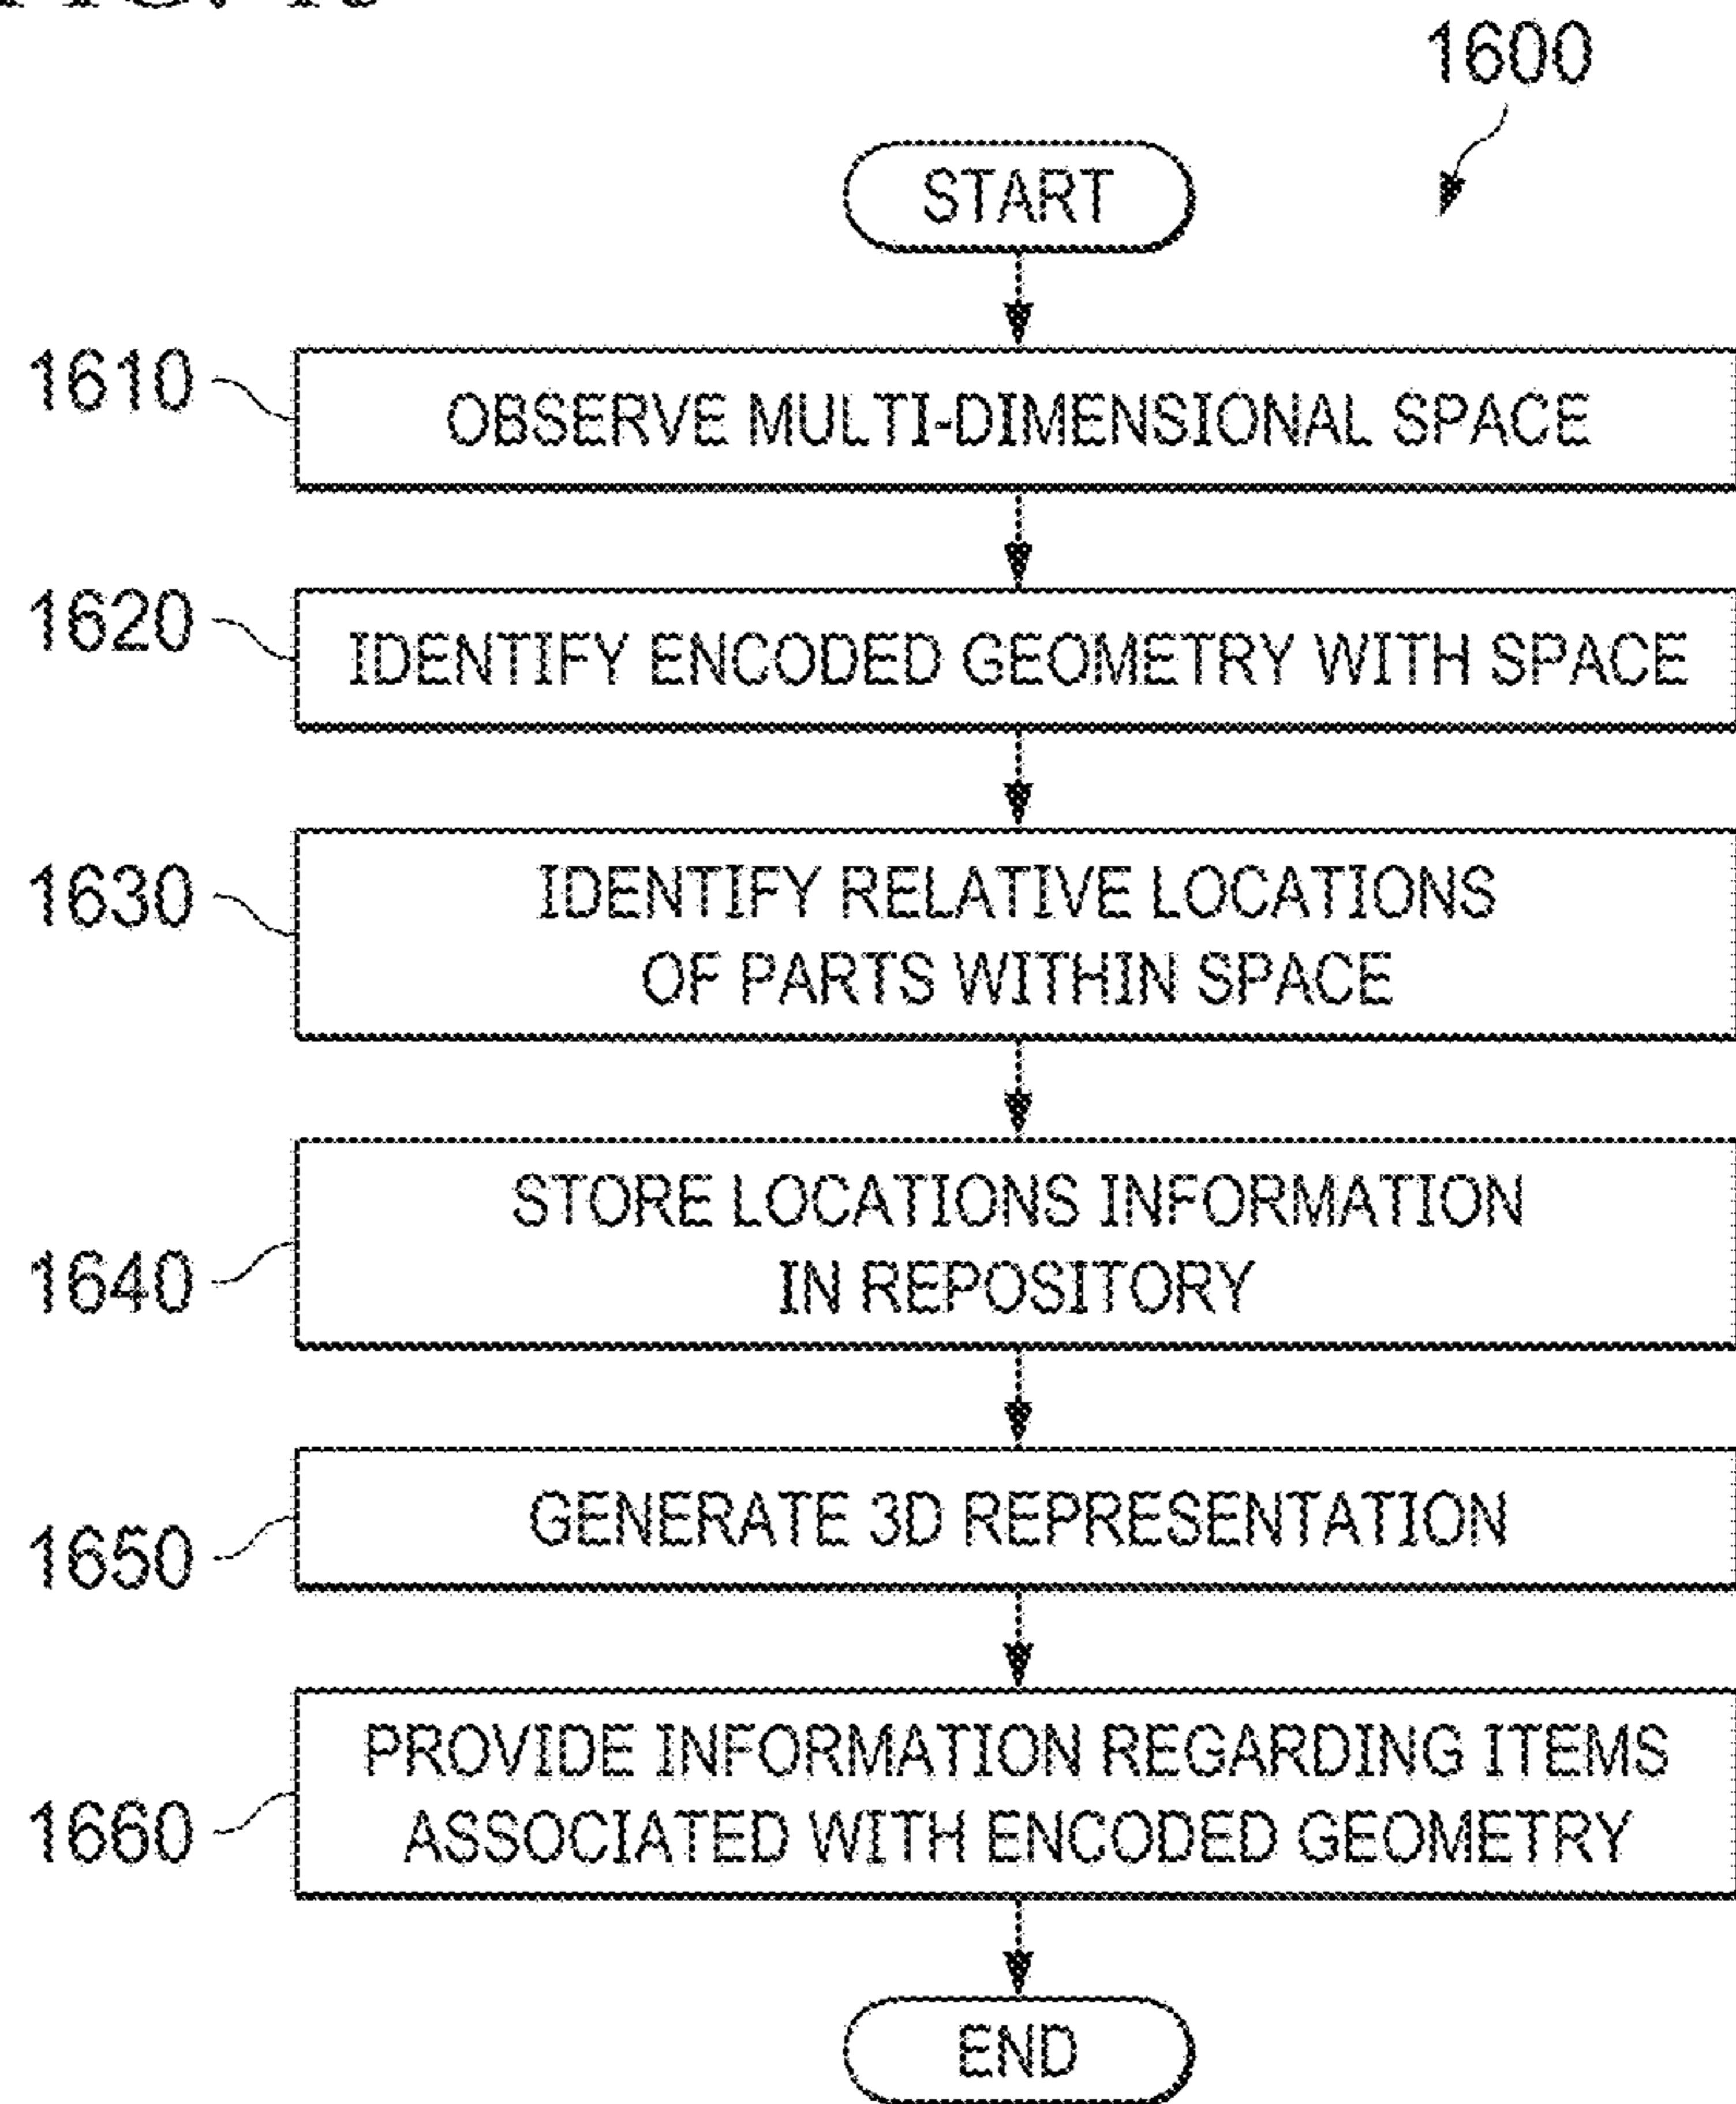 1600
START
1610
OBSERVE MULTI-DIMENSIONAL SPACE
1620
IDENTIFY ENCODED GEOMETRY WITH SPACE
1630
IDENTIFY RELATIVE LOCATIONS
OF PARTS WITHIN SPACE
1640
STORE LOCATIONS INFORMATION
IN REPOSITORY
1650
GENERATE 3D REPRESENTATION
1660
PROVIDE INFORMATION REGARDING ITEMS
ASSOCIATED WITH ENCODED GEOMETRY
END